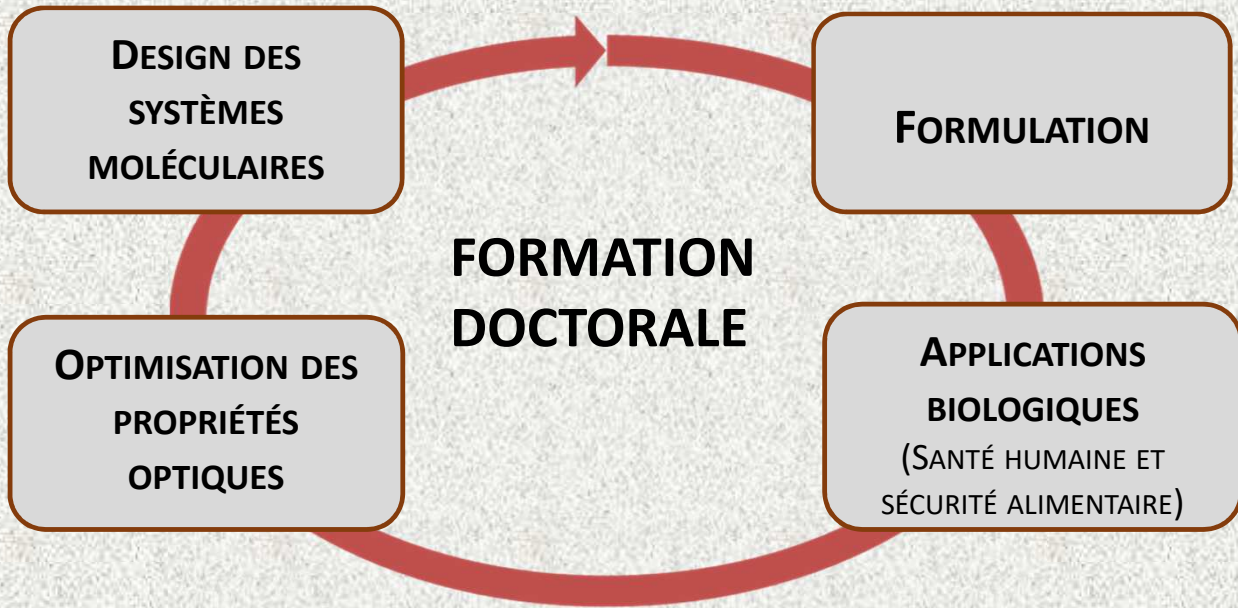 DESIGN DES
SYSTÈMES
MOLÉCULAIRES
FORMULATION
FORMATION
DOCTORALE
OPTIMISATION DES
PROPRIÉTÉS
OPTIQUES
APPLICATIONS
BIOLOGIQUES
(SANTÉ HUMAINE ET
SÉCURITÉ ALIMENTAIRE)